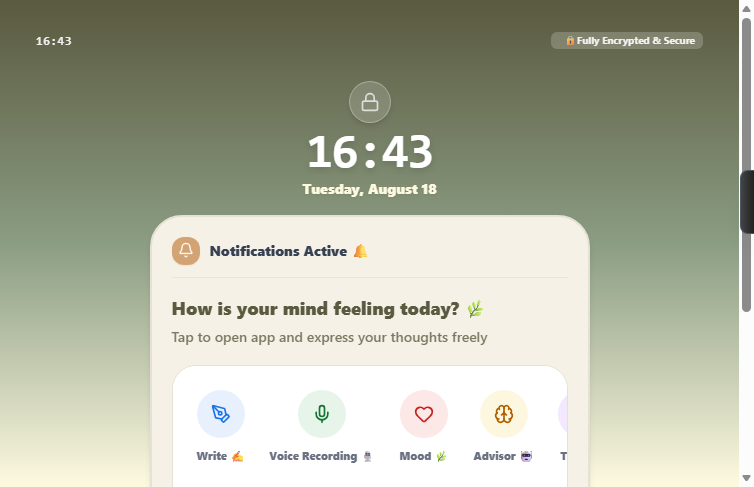 16:43
🔒Fully Encrypted & Secure
16:43
Tuesday, August 18
Notifications Active 🔔
How is your mind feeling today? 🌿
Tap to open app and express your thoughts freely
Write ✍️ Voice Recording 🎙️ Mood 🌿 Advisor 🤖